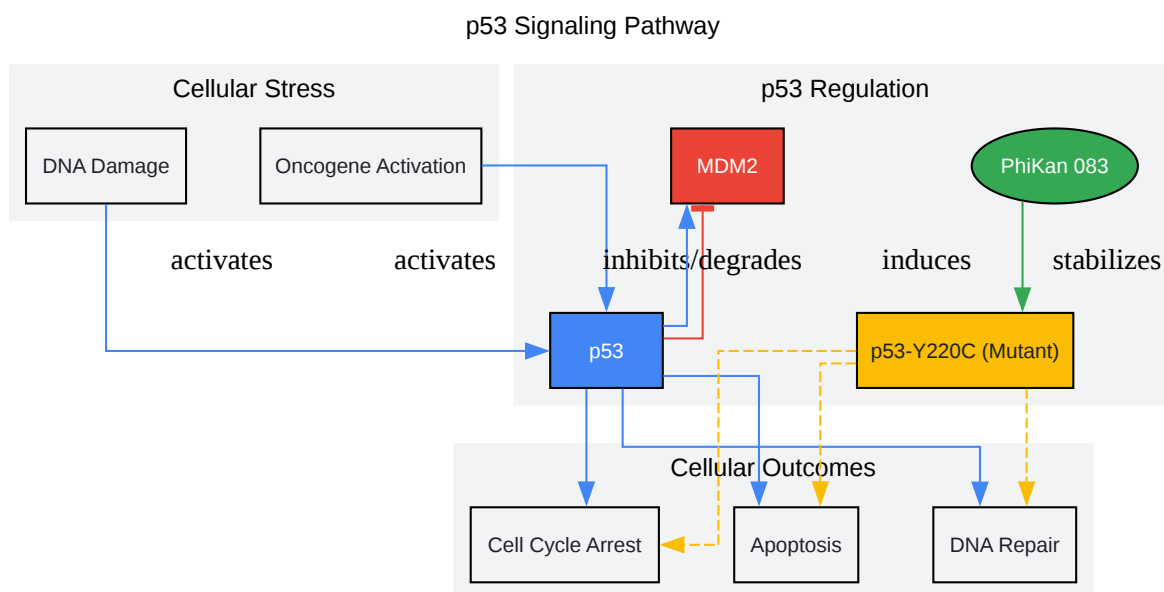 p53 Signaling Pathway
Cellular Stress
p53 Regulation
DNA Damage
Oncogene Activation
MDM2
PhiKan 083
activates
activates
inhibits/degrades
induces
stabilizes
p53
p53-Y220C (Mutant)
Cellular Outcomes
Cell Cycle Arrest
Apoptosis
DNA Repair